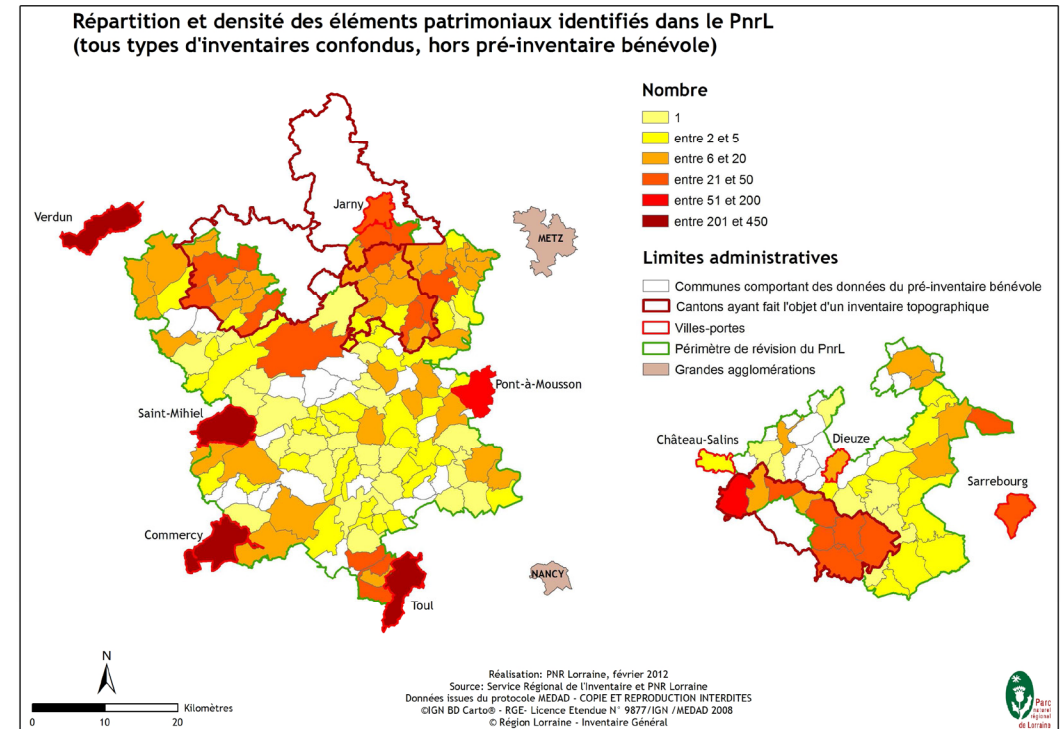 Répartition et densité des éléments patrimoniaux identifiés dans le PnrL
(tous types d'inventaires confondus, hors pré-inventaire bénévole)
Nombre
1
entre 2 et 5
entre 6 et 20
entre 21 et 50
entre 51 et 200
entre 201 et 450
Limites administratives
Communes comportant des données du pré-inventaire bénévole
Cantons ayant fait l'objet d'un inventaire topographique
Villes-portes
Périmètre de révision du PnrL
Grandes agglomérations
Verdun
Jarny
METZ
Pont-à-Mousson
Saint-Mihiel
Château-Salins
Dieuze
Sarrebourg
Commercy
NANCY
Toul
N
Kilomètres
0 10 20
Réalisation: PNR Lorraine, février 2012
Source: Service Régional de l'Inventaire et PNR Lorraine
Données issues du protocole MEDAD - COPIE ET REPRODUCTION INTERDITES
©IGN BD Carto® - RGE- Licence Etendue N° 9877/IGN /MEDAD 2008
© Région Lorraine - Inventaire Général
Parc
naturel
régional
de Lorraine